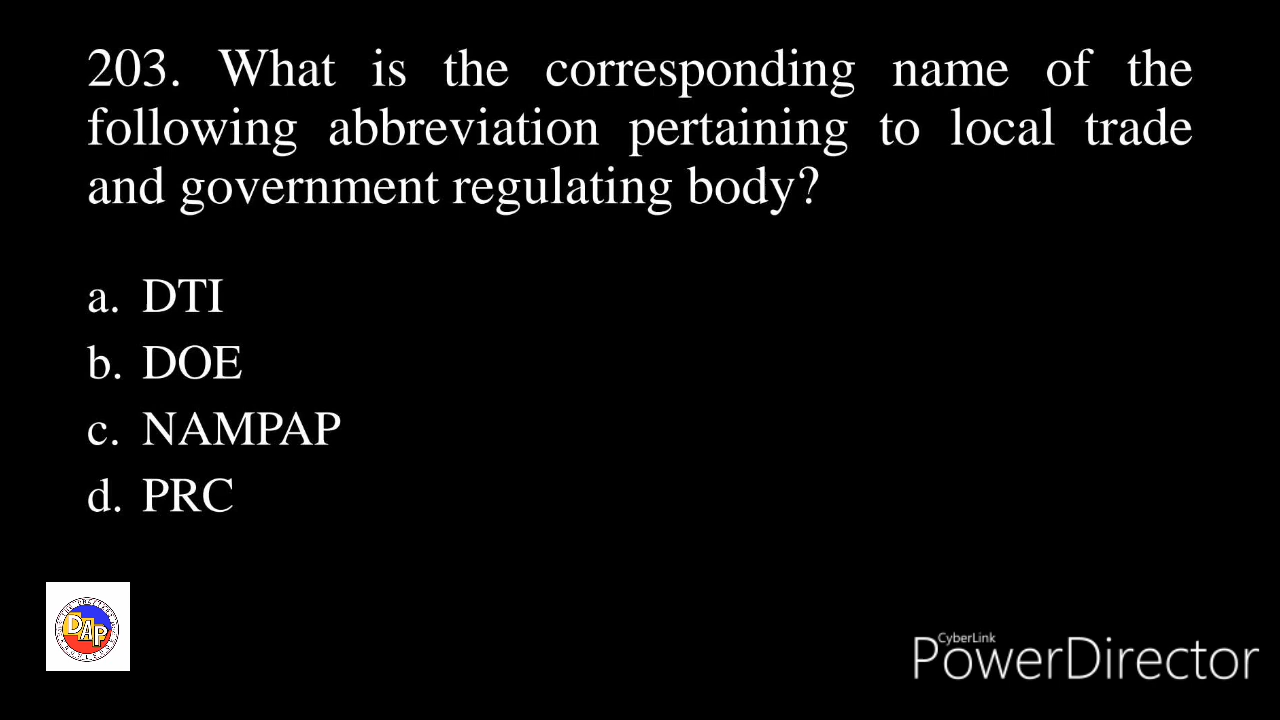 203. What is the corresponding name of the
following abbreviation pertaining to local trade
and government regulating body?
a. DTI
b. DOE
c. NAMPAP
d. PRC
DAP
CyberLink
PowerDirector